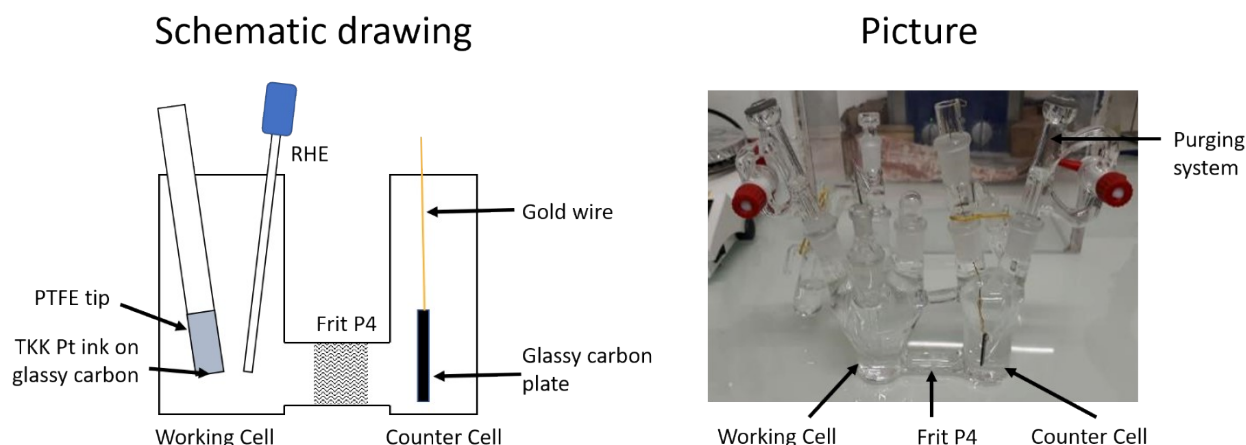 Schematic drawing
Picture
RHE
Gold wire
PTFE tip
Frit P4
TKK Pt ink on
glassy carbon
Glassy carbon
plate
Working Cell
Counter Cell
Purging
system
Working Cell
Frit P4
Counter Cell